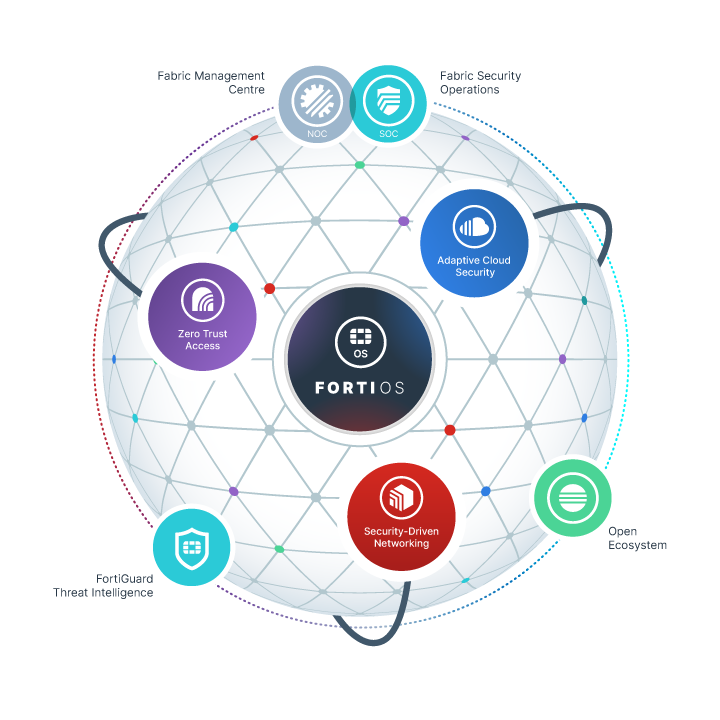 Fabric Management
Centre
NOC
SOC
Fabric Security
Operations
Adaptive Cloud
Security
Zero Trust
Access
OS
FORTIOS
Security-Driven
Networking
Open
Ecosystem
FortiGuard
Threat Intelligence